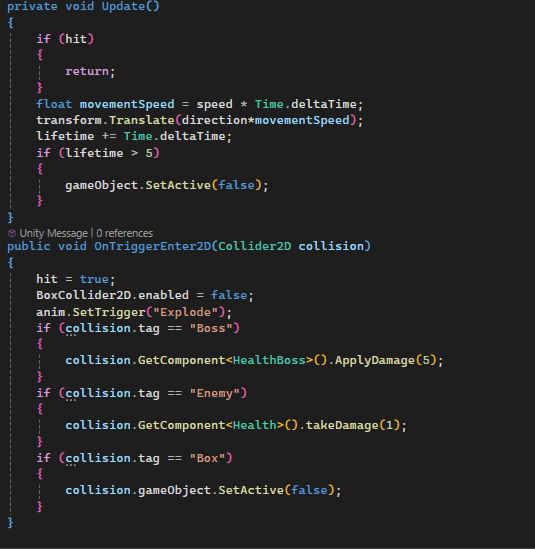 private void Update()
{
if (hit)
{
return;
}
float movementSpeed = speed * Time.deltaTime;
transform.Translate(direction*movementSpeed);
lifetime += Time.deltaTime;
if (lifetime > 5)
{
gameObject.SetActive(false);
}
}
Unity Message | 0 references
public void OnTriggerEnter2D(Collider2D collision)
{
hit = true;
BoxCollider2D.enabled = false;
anim.SetTrigger("Explode");
if (collision.tag == "Boss")
{
collision.GetComponent<HealthBoss>().ApplyDamage(5);
}
if (collision.tag == "Enemy")
{
collision.GetComponent<Health>().takeDamage(1);
}
if (collision.tag == "Box")
{
collision.gameObject.SetActive(false);
}
}